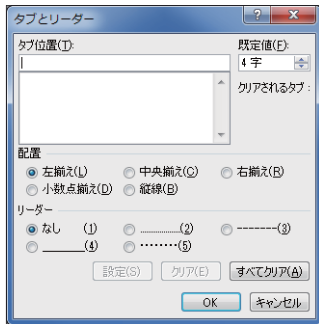 タブとリーダー
タブ位置(T): 既定値(F):
4 字
クリアされるタブ:
配置
左揃え(L) 中央揃え(C) 右揃え(R)
小数点揃え(D) 縦線(B)
リーダー
なし (1) ...............(2) -------(3)
_______(4) ········(5)
設定(S) クリア(E) すべてクリア(A)
OK キャンセル